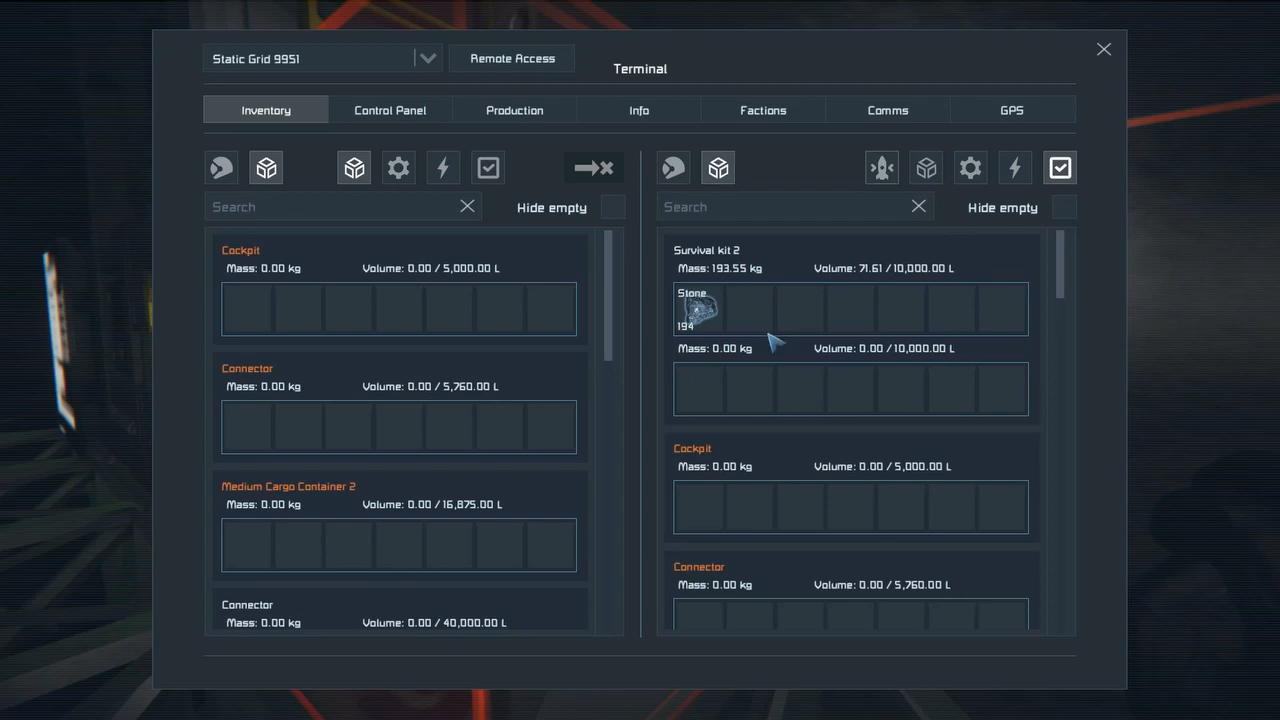 Static Grid 9951
Remote Access
Terminal
Inventory
Control Panel
Production
Info
Factions
Comms
GPS
Search
Hide empty
Cockpit
Mass: 0.00 kg Volume: 0.00 / 5,000.00 L
Connector
Mass: 0.00 kg Volume: 0.00 / 5,760.00 L
Medium Cargo Container 2
Mass: 0.00 kg Volume: 0.00 / 16,875.00 L
Connector
Mass: 0.00 kg Volume: 0.00 / 40,000.00 L
Search
Hide empty
Survival kit 2
Mass: 193.55 kg Volume: 71.61 / 10,000.00 L
Stone
194
Mass: 0.00 kg Volume: 0.00 / 10,000.00 L
Cockpit
Mass: 0.00 kg Volume: 0.00 / 5,000.00 L
Connector
Mass: 0.00 kg Volume: 0.00 / 5,760.00 L